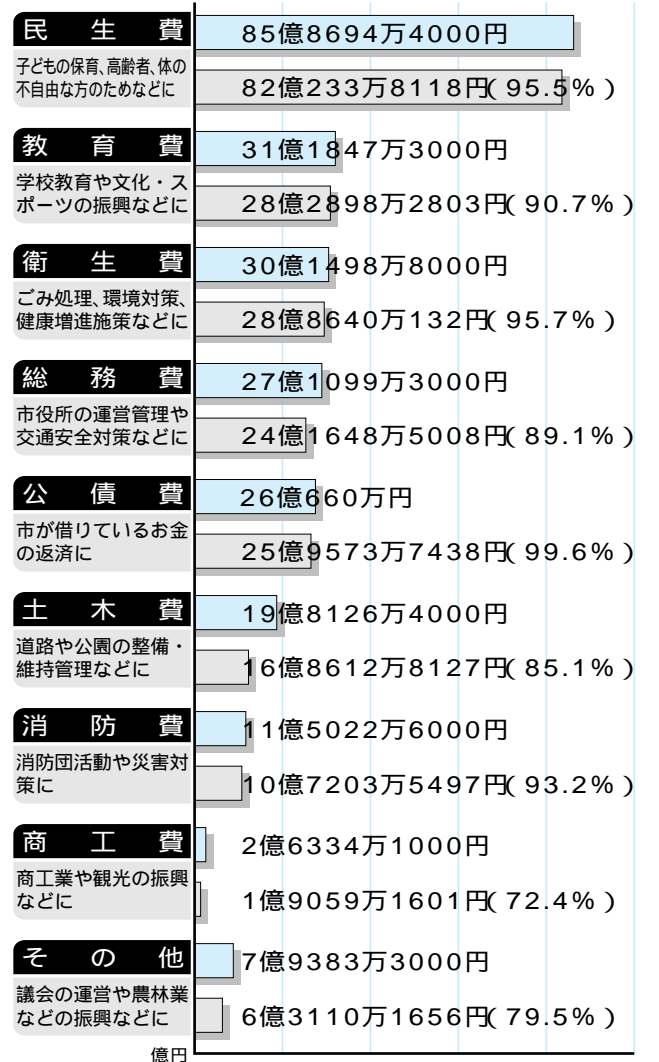 民生費
85億8694万4000円
子どもの保育、高齢者、体の
不自由な方のためなどに
82億233万8118円(95.5%)
教育費
31億1847万3000円
学校教育や文化・ス
ポーツの振興などに
28億2898万2803円(90.7%)
衛生費
30億1498万8000円
ごみ処理、環境対策、
健康増進施策などに
28億8640万132円(95.7%)
総務費
27億1099万3000円
市役所の運営管理や
交通安全対策などに
24億1648万5008円(89.1%)
公債費
26億660万円
市が借りているお金
の返済に
25億9573万7438円(99.6%)
土木費
19億8126万4000円
道路や公園の整備・
維持管理などに
16億8612万8127円(85.1%)
消防費
11億5022万6000円
消防団活動や災害対
策に
10億7203万5497円(93.2%)
商工費
2億6334万1000円
商工業や観光の振興
などに
1億9059万1601円(72.4%)
その他
7億9383万3000円
議会の運営や農林業
などの振興などに
6億3110万1656円(79.5%)
億円